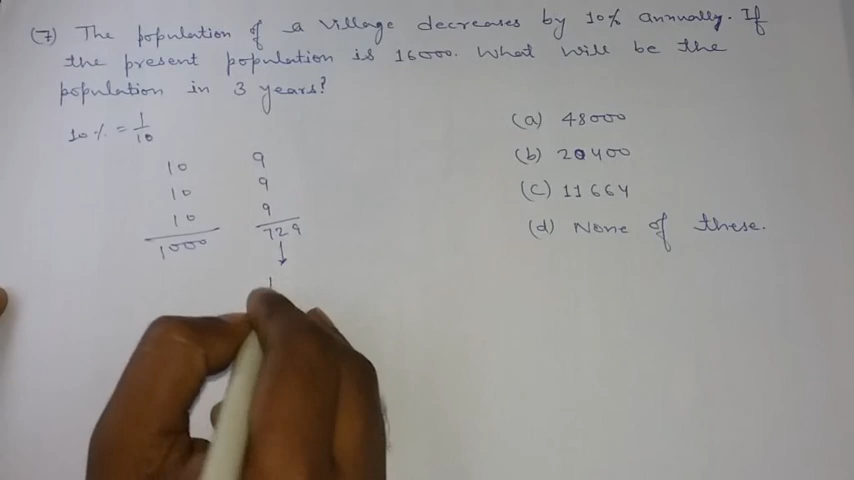 (7) The population of a village decreases by 10% annually. If
the present population is 16000. What will be the
population in 3 years?
10% = 1/10
10 9
10 9
10 9
1000 729
(a) 48000
(b) 20400
(c) 11664
(d) None of these.